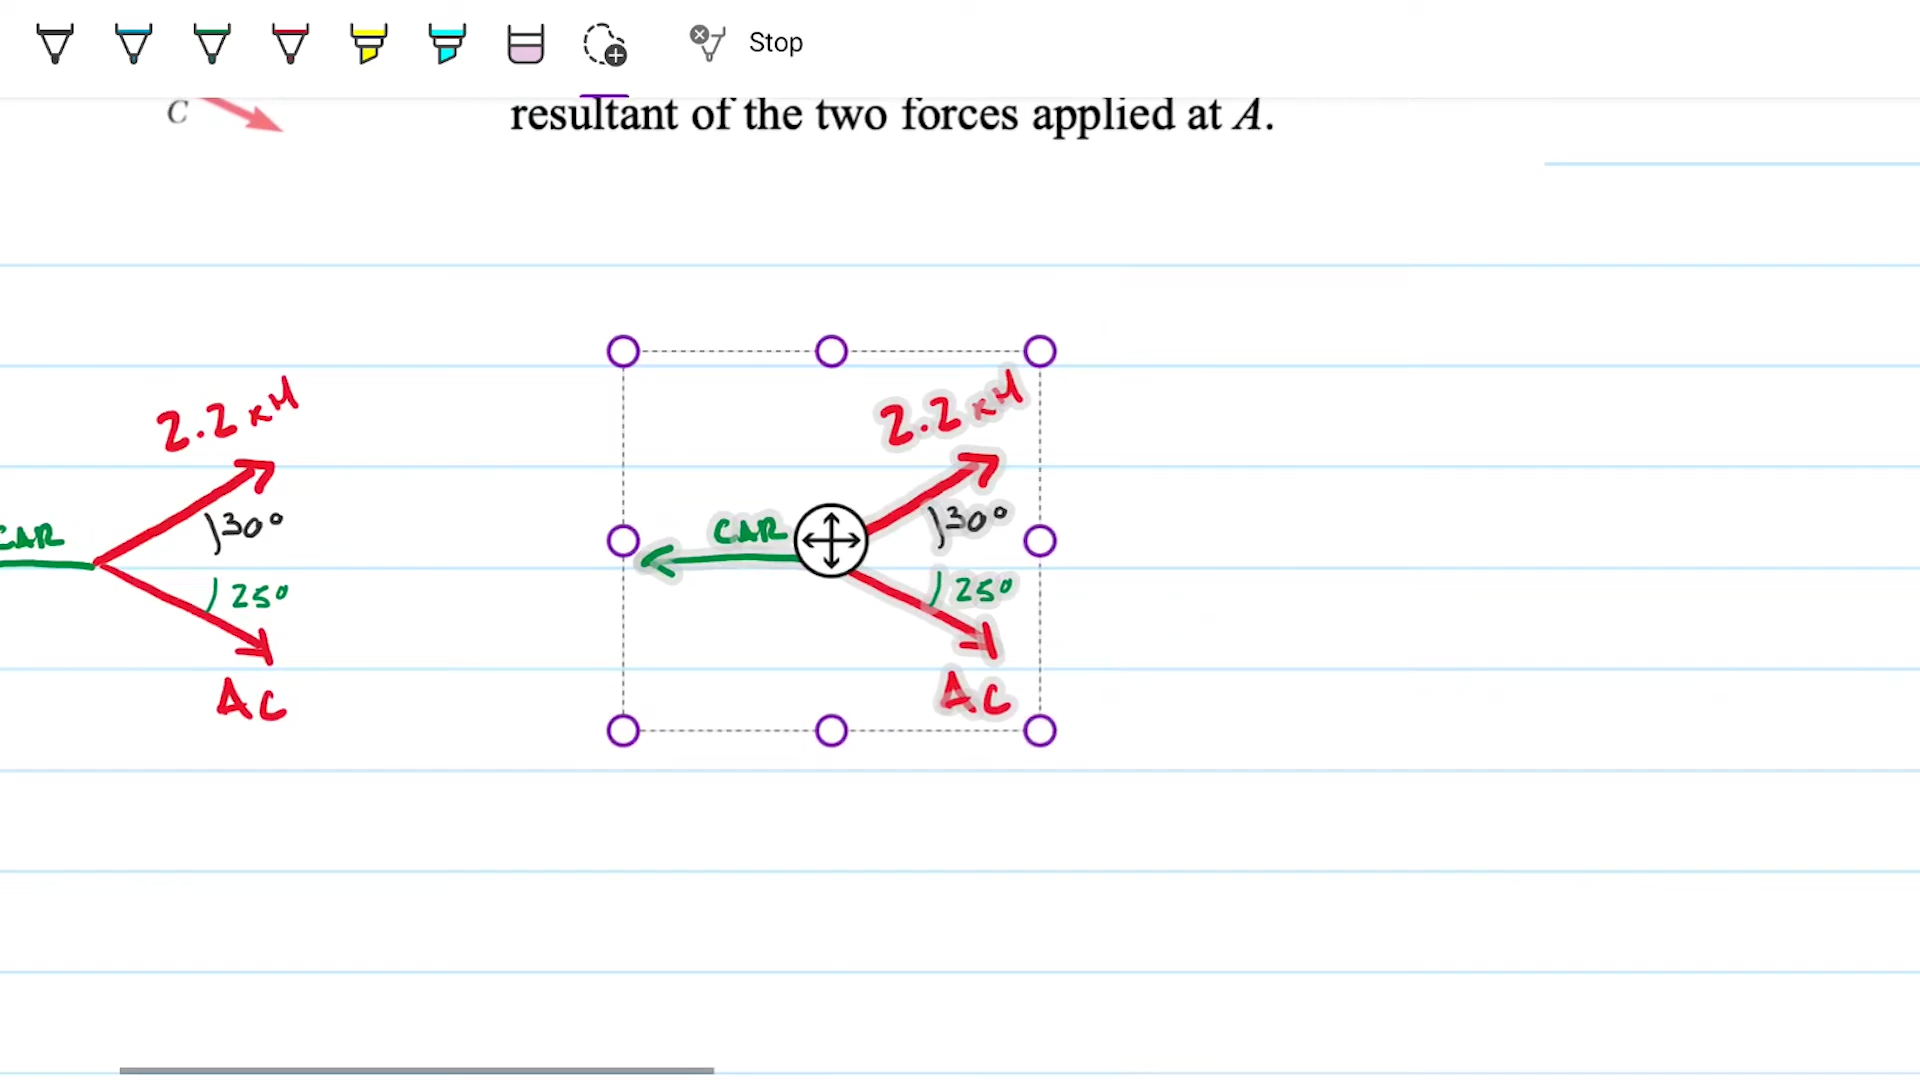 Stop
C
resultant of the two forces applied at A.
2.2 KN
30°
CAR
25°
AC
2.2 KN
30°
CAR
25°
AC